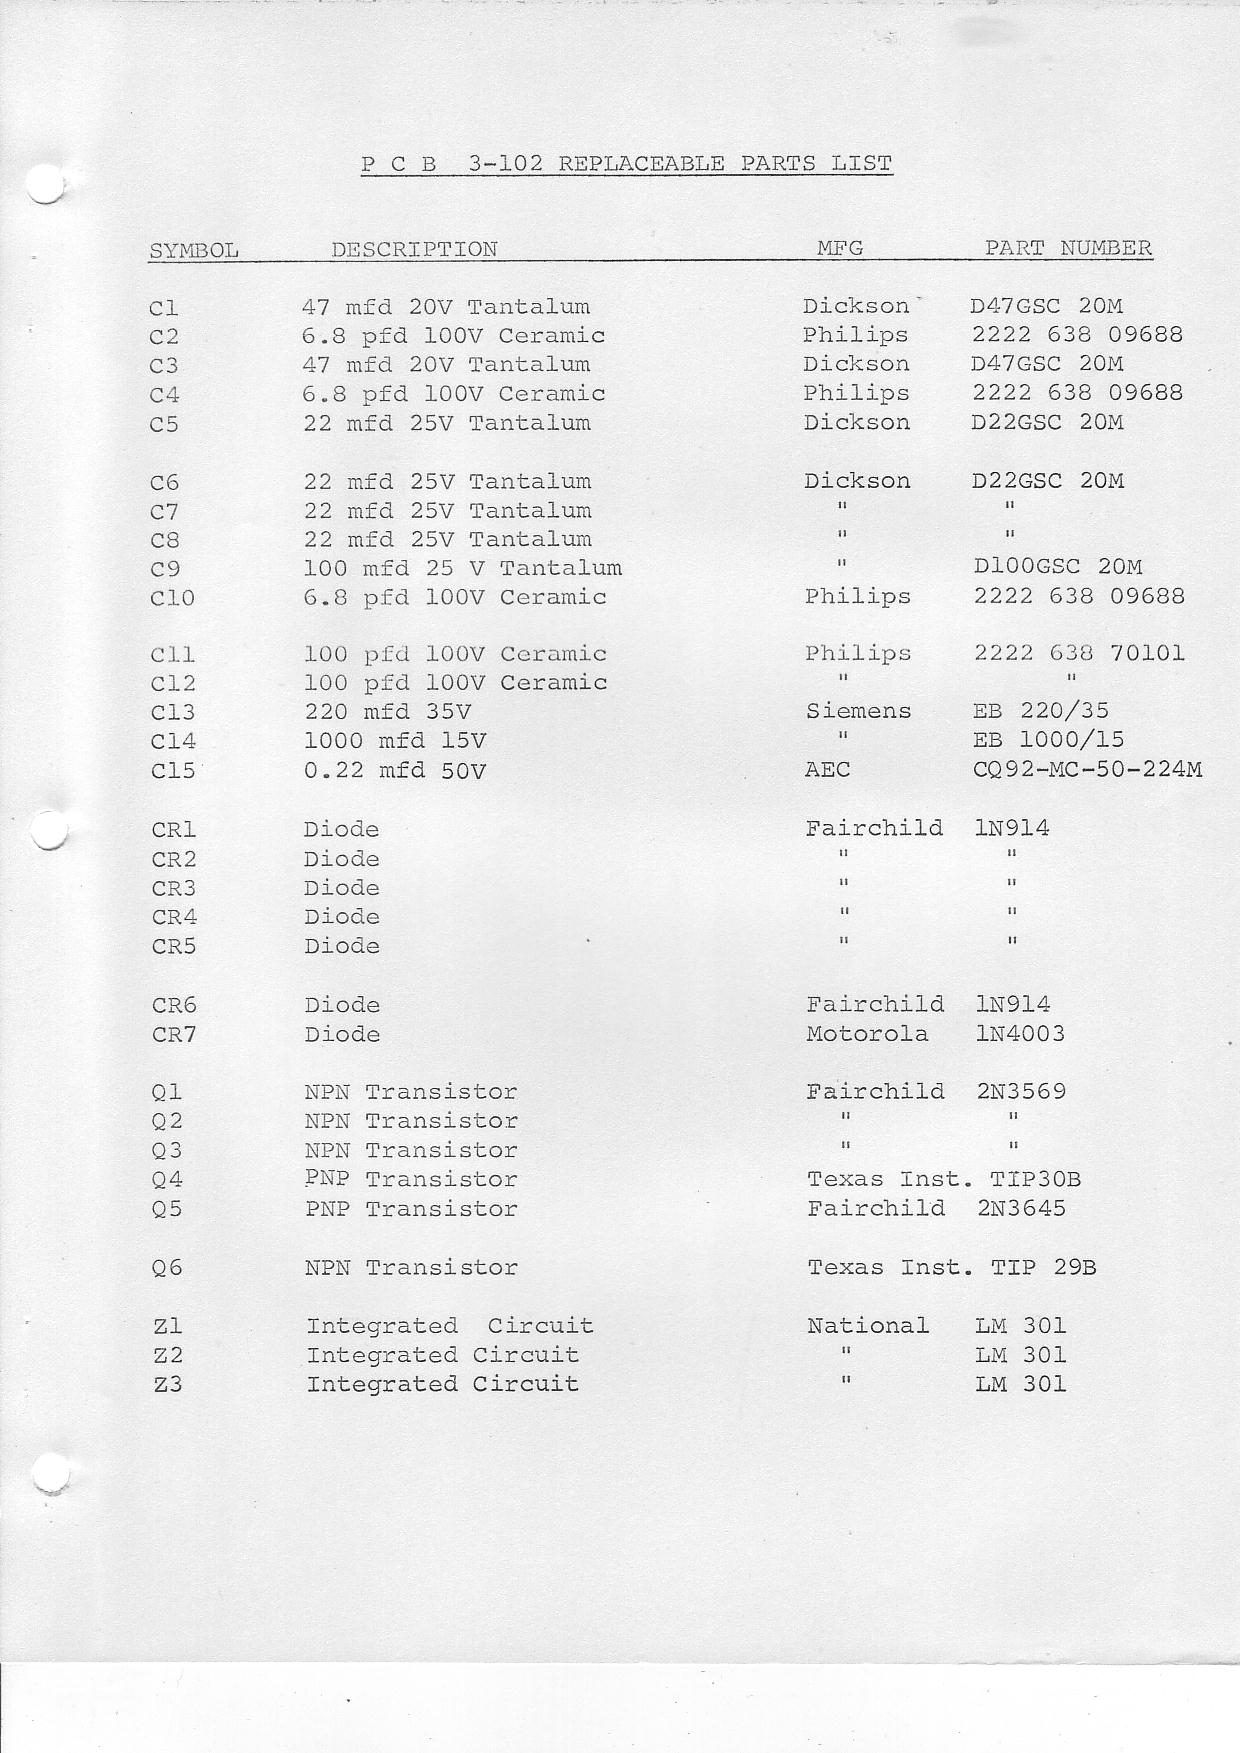 P C B 3-102 REPLACEABLE PARTS LIST
SYMBOL DESCRIPTION MFG PART NUMBER
C1 47 mfd 20V Tantalum Dickson D47GSC 20M
C2 6.8 pfd 100V Ceramic Philips 2222 638 09688
C3 47 mfd 20V Tantalum Dickson D47GSC 20M
C4 6.8 pfd 100V Ceramic Philips 2222 638 09688
C5 22 mfd 25V Tantalum Dickson D22GSC 20M
C6 22 mfd 25V Tantalum Dickson D22GSC 20M
C7 22 mfd 25V Tantalum " "
C8 22 mfd 25V Tantalum " "
C9 100 mfd 25 V Tantalum " D100GSC 20M
C10 6.8 pfd 100V Ceramic Philips 2222 638 09688
C11 100 pfd 100V Ceramic Philips 2222 638 70101
C12 100 pfd 100V Ceramic " "
C13 220 mfd 35V Siemens EB 220/35
C14 1000 mfd 15V " EB 1000/15
C15 0.22 mfd 50V AEC CQ92-MC-50-224M
CR1 Diode Fairchild 1N914
CR2 Diode " "
CR3 Diode " "
CR4 Diode " "
CR5 Diode " "
CR6 Diode Fairchild 1N914
CR7 Diode Motorola 1N4003
Q1 NPN Transistor Fairchild 2N3569
Q2 NPN Transistor " "
Q3 NPN Transistor " "
Q4 PNP Transistor Texas Inst. TIP30B
Q5 PNP Transistor Fairchild 2N3645
Q6 NPN Transistor Texas Inst. TIP 29B
Z1 Integrated Circuit National LM 301
Z2 Integrated Circuit " LM 301
Z3 Integrated Circuit " LM 301